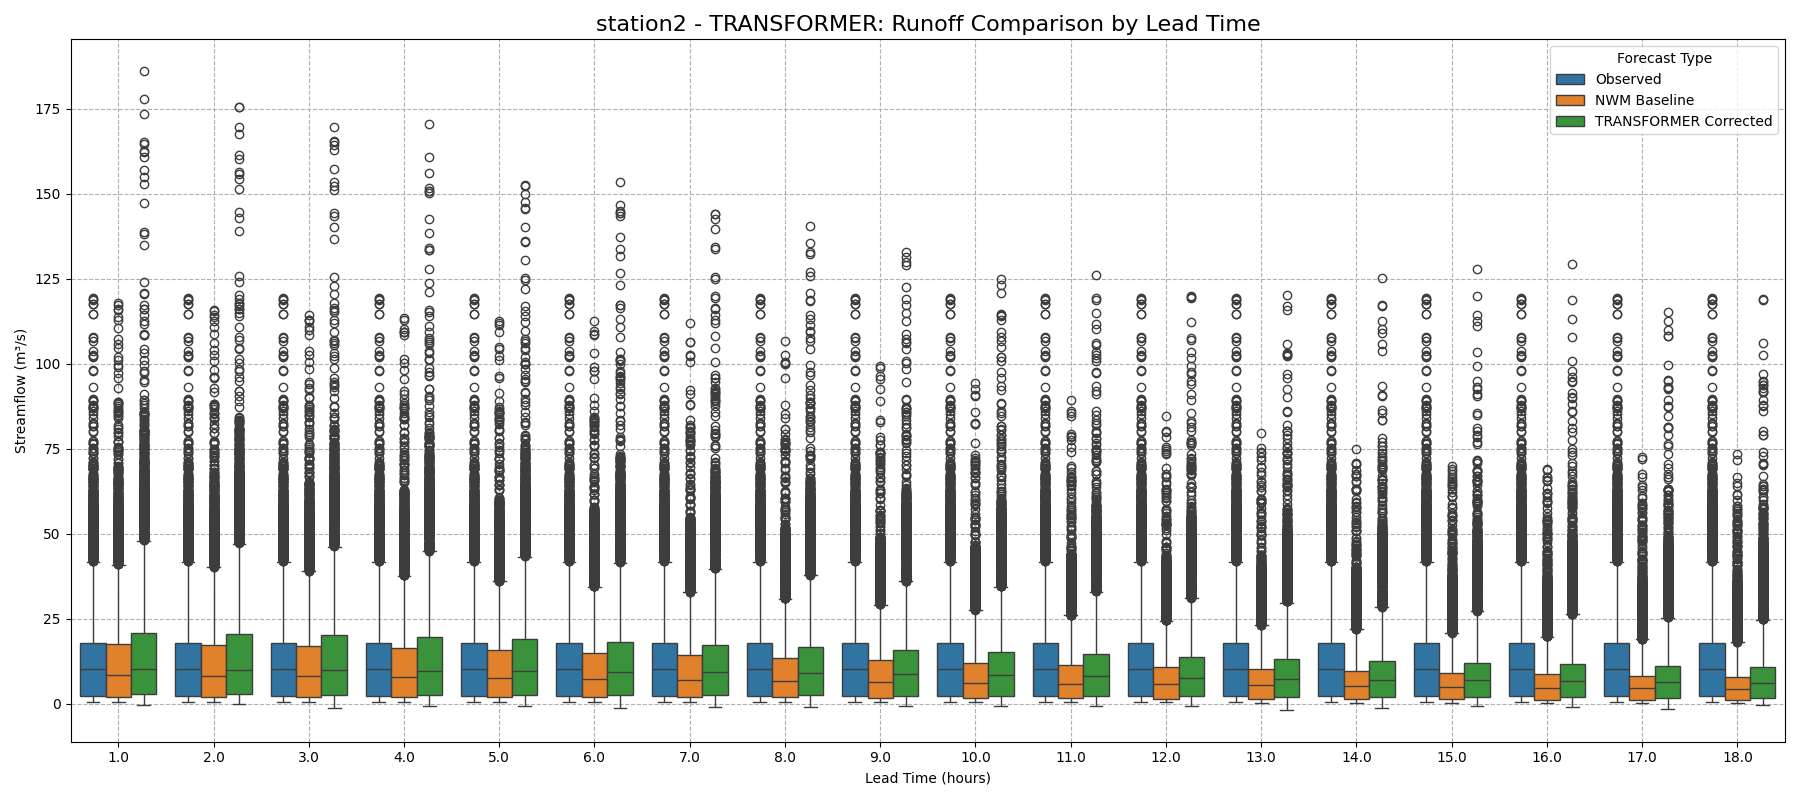 station2 - TRANSFORMER: Runoff Comparison by Lead Time
Forecast Type
Observed
NWM Baseline
TRANSFORMER Corrected
Streamflow (m³/s)
175
150
125
100
75
50
25
0
1.0 2.0 3.0 4.0 5.0 6.0 7.0 8.0 9.0 10.0 11.0 12.0 13.0 14.0 15.0 16.0 17.0 18.0
Lead Time (hours)